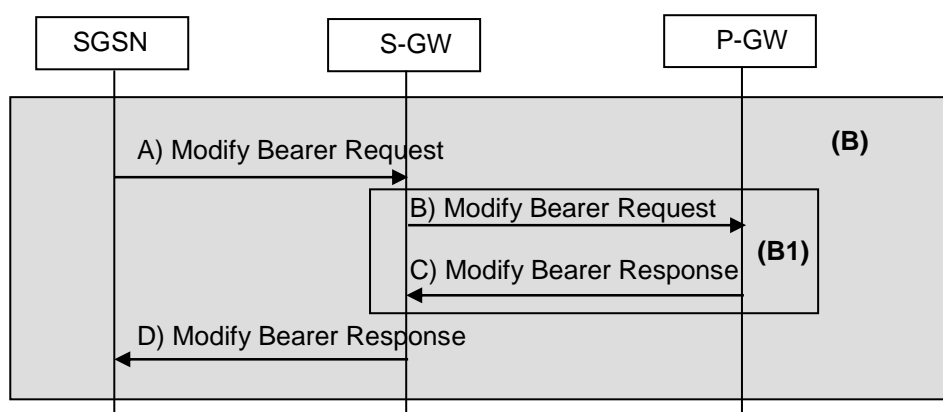 SGSN
S-GW
P-GW
(B)
A) Modify Bearer Request
B) Modify Bearer Request
(B1)
C) Modify Bearer Response
D) Modify Bearer Response